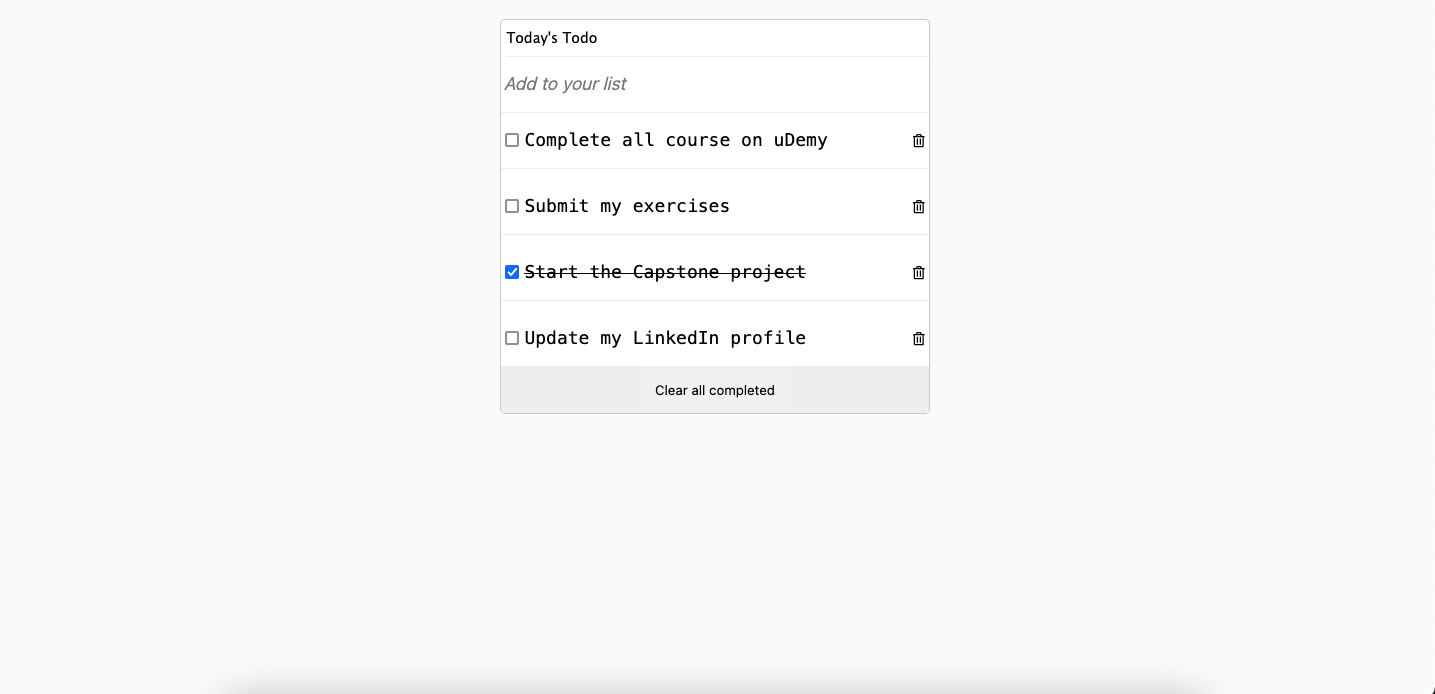 Today's Todo
Add to your list
Complete all course on uDemy
Submit my exercises
Start the Capstone project
Update my LinkedIn profile
Clear all completed